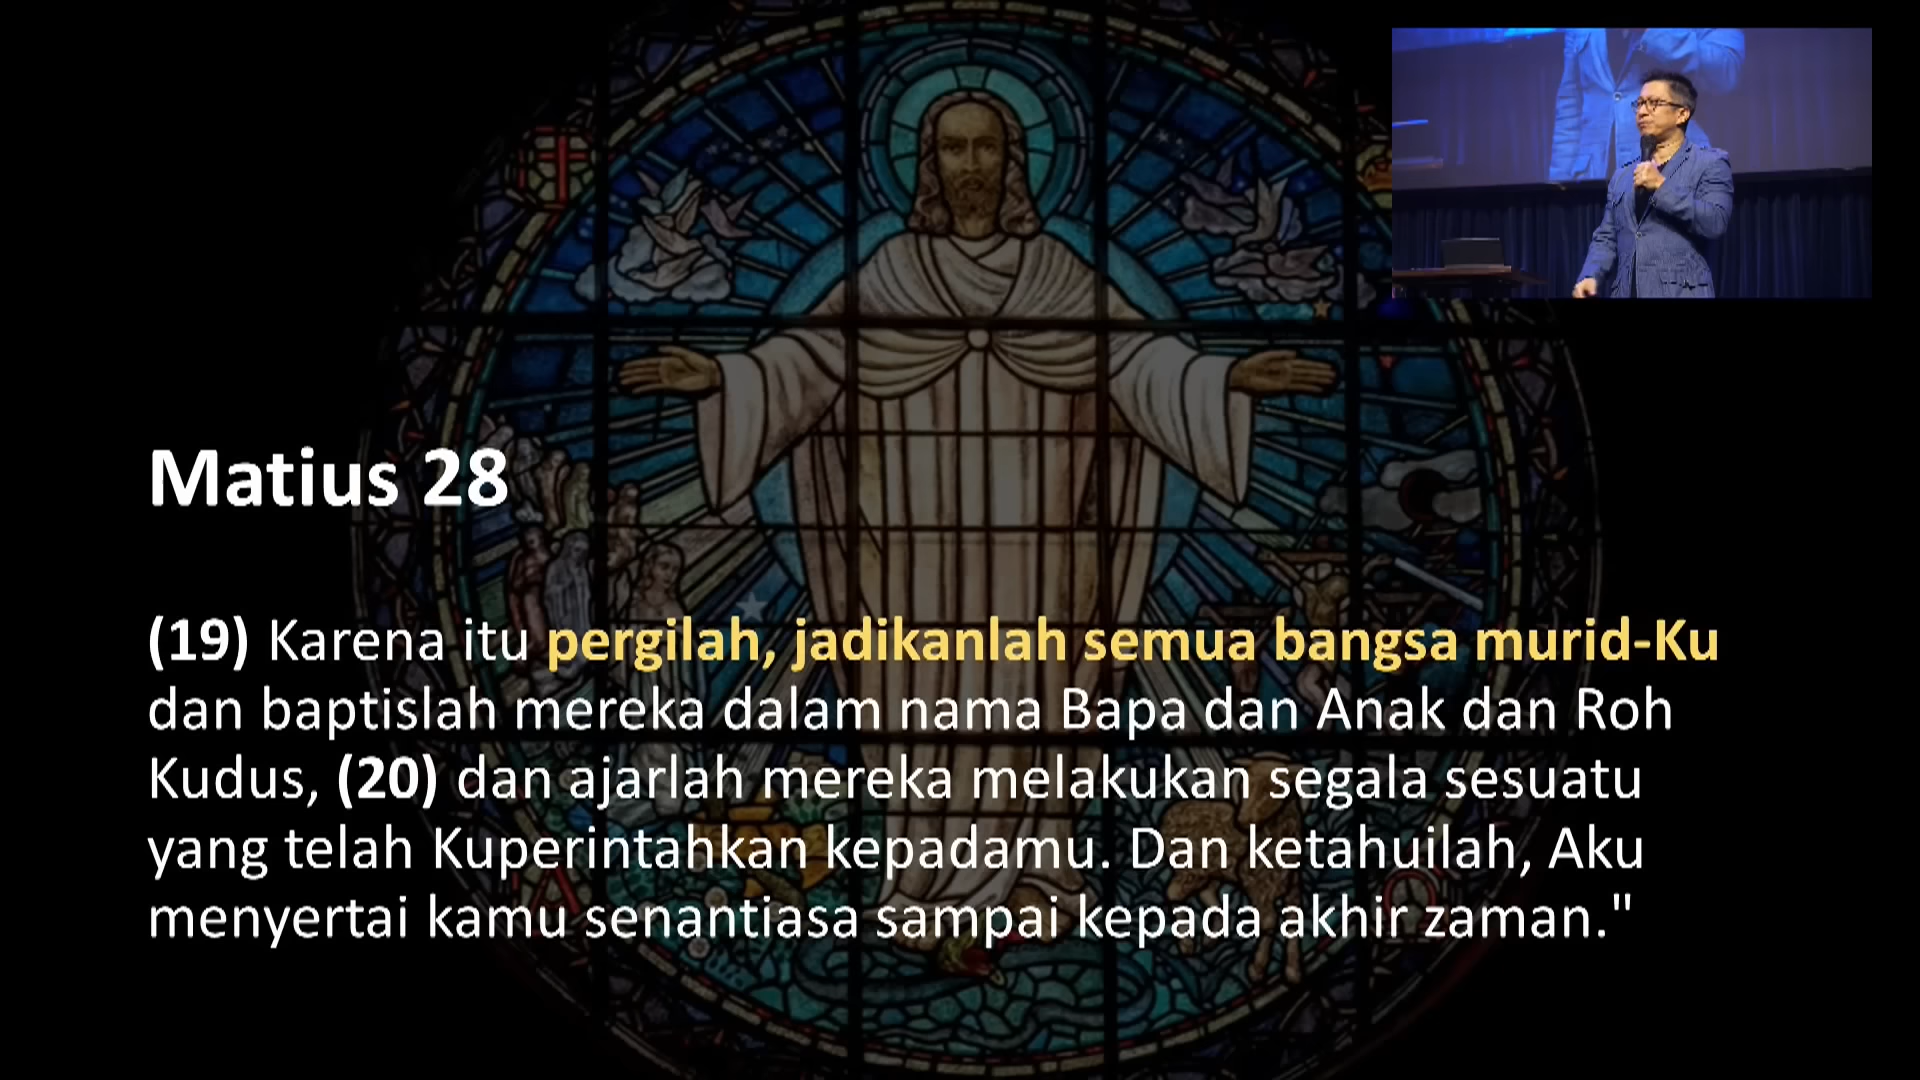 Matius 28
(19) Karena itu pergilah, jadikanlah semua bangsa murid-Ku
dan baptislah mereka dalam nama Bapa dan Anak dan Roh
Kudus, (20) dan ajarlah mereka melakukan segala sesuatu
yang telah Kuperintahkan kepadamu. Dan ketahuilah, Aku
menyertai kamu senantiasa sampai kepada akhir zaman."